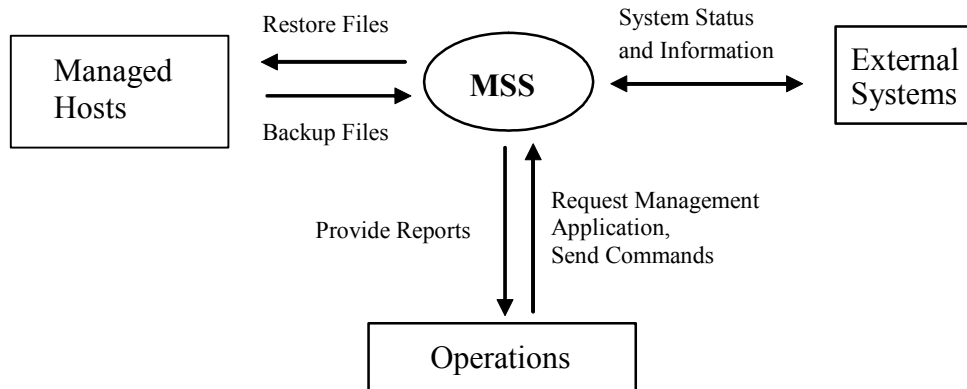 Restore Files
Managed
Hosts
Backup Files
MSS
System Status
and Information
External
Systems
Provide Reports
Request Management
Application,
Send Commands
Operations